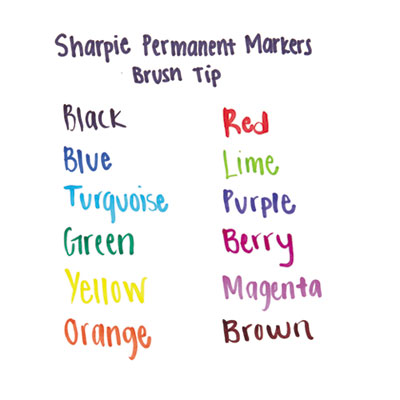 Sharpie Permanent Markers
Brush Tip
Black
Blue
Turquoise
Green
Yellow
Orange
Red
Lime
Purple
Berry
Magenta
Brown